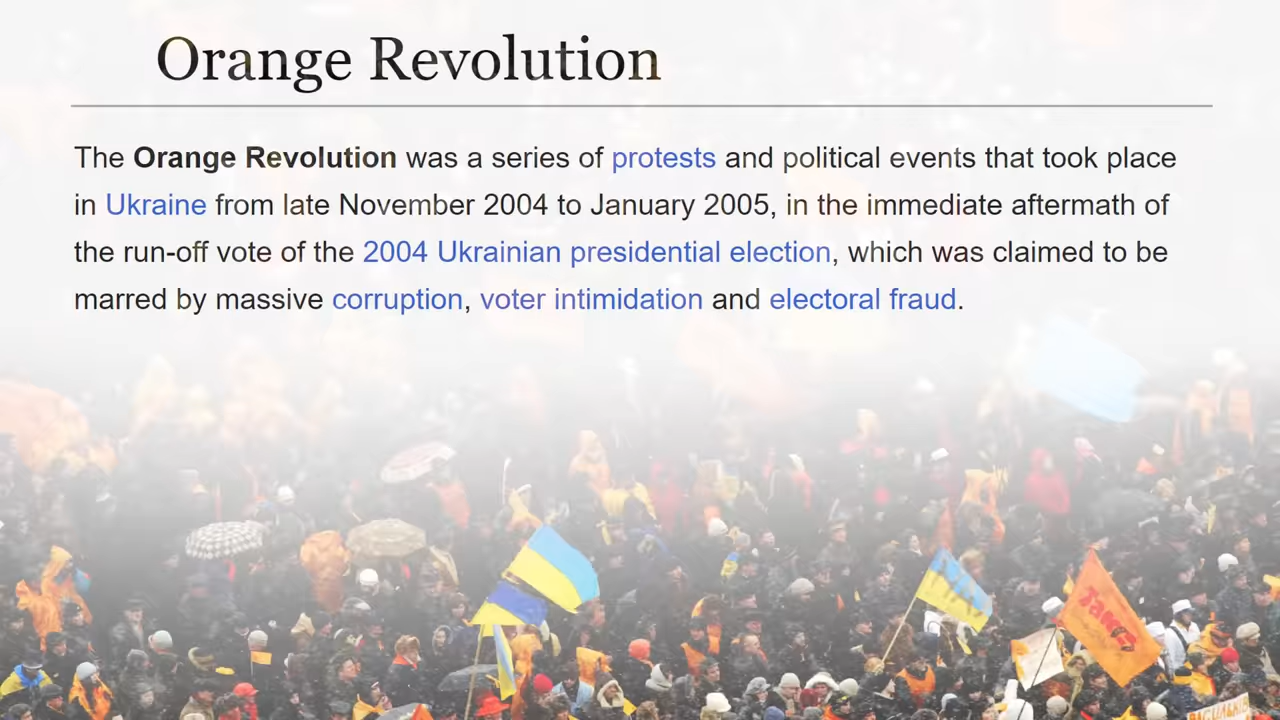 Orange Revolution
The Orange Revolution was a series of protests and political events that took place
in Ukraine from late November 2004 to January 2005, in the immediate aftermath of
the run-off vote of the 2004 Ukrainian presidential election, which was claimed to be
marred by massive corruption, voter intimidation and electoral fraud.
Так!